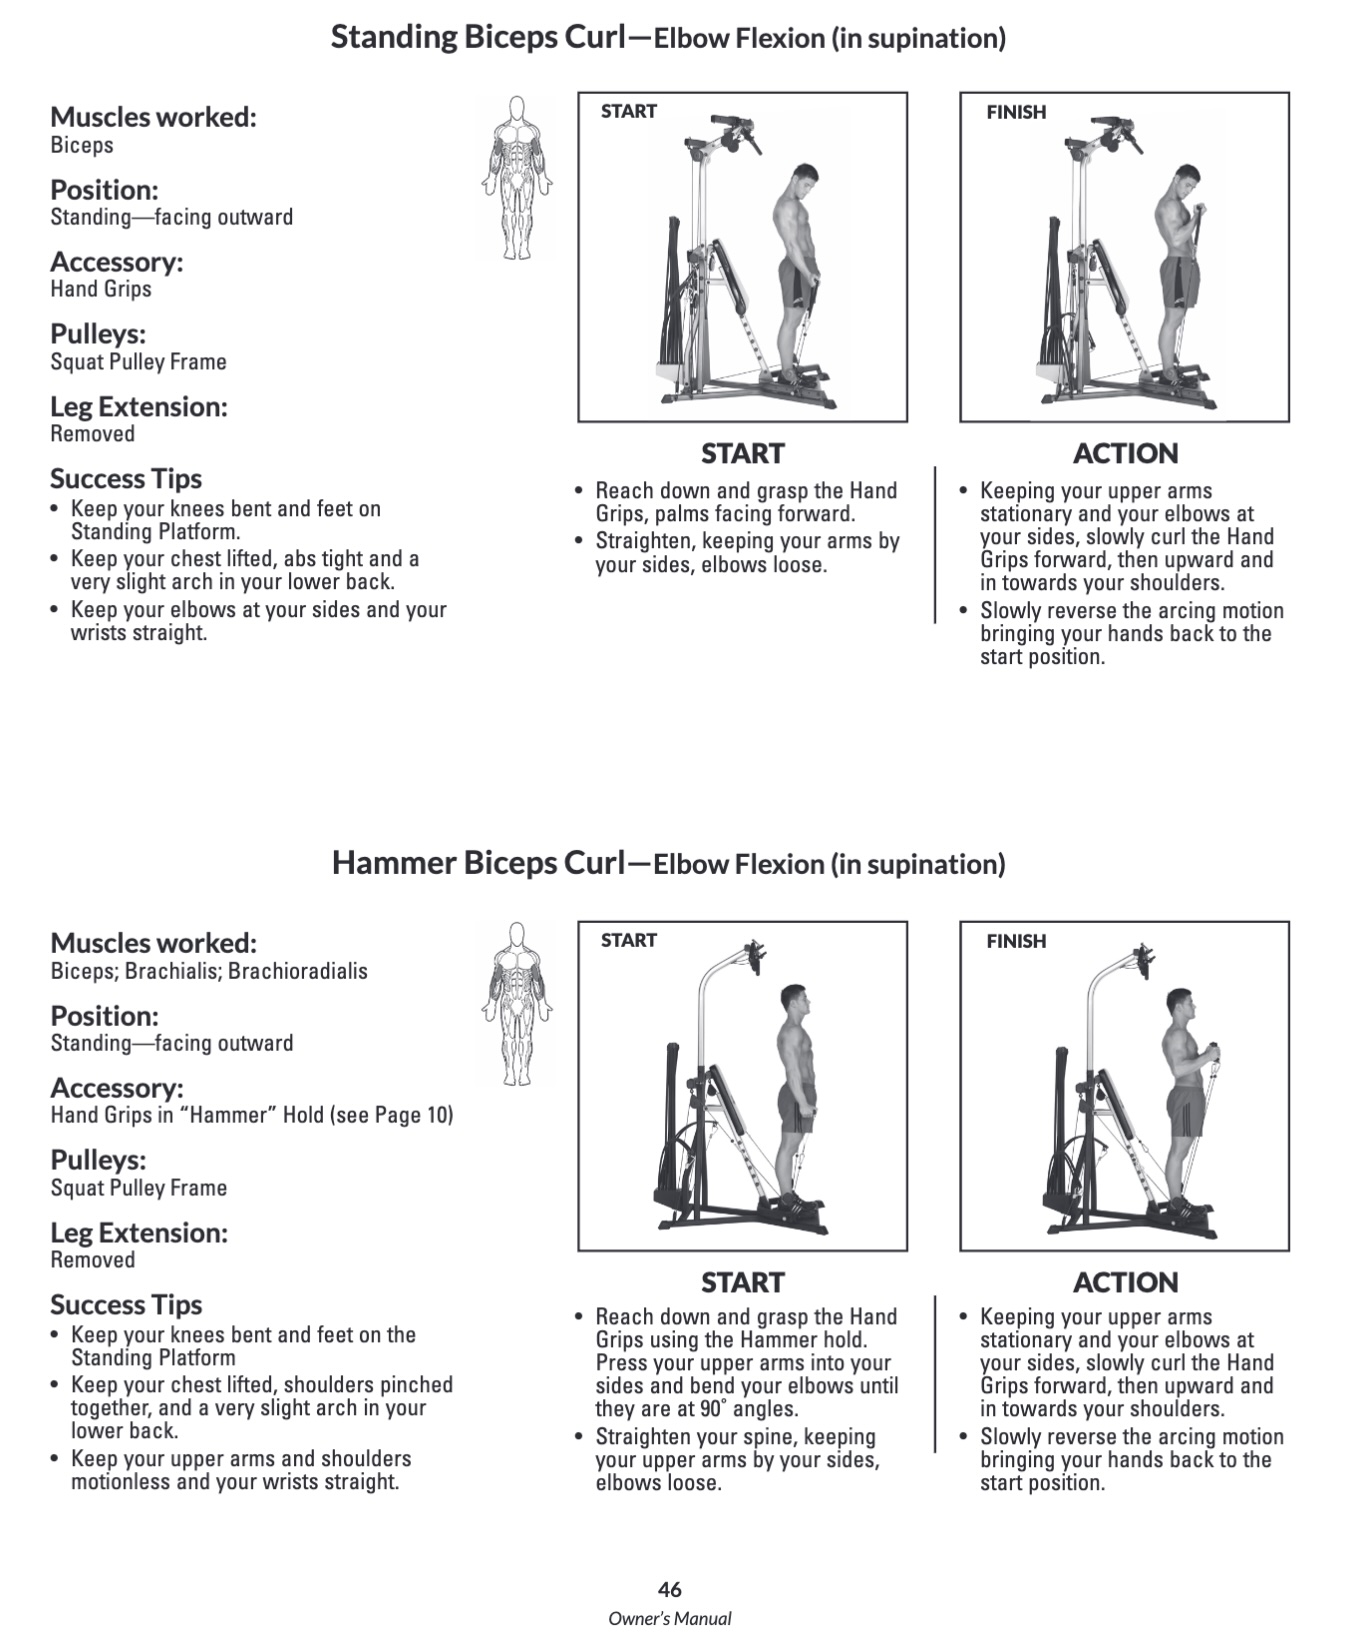 Standing Biceps Curl—Elbow Flexion (in supination)
Muscles worked:
Biceps
Position:
Standing—facing outward
Accessory:
Hand Grips
Pulleys:
Squat Pulley Frame
Leg Extension:
Removed
Success Tips
• Keep your knees bent and feet on
Standing Platform.
• Keep your chest lifted, abs tight and a
very slight arch in your lower back.
• Keep your elbows at your sides and your
wrists straight.
START
START
• Reach down and grasp the Hand
Grips, palms facing forward.
• Straighten, keeping your arms by
your sides, elbows loose.
FINISH
ACTION
• Keeping your upper arms
stationary and your elbows at
your sides, slowly curl the Hand
Grips forward, then upward and
in towards your shoulders.
• Slowly reverse the arcing motion
bringing your hands back to the
start position.
Hammer Biceps Curl—Elbow Flexion (in supination)
Muscles worked:
Biceps; Brachialis; Brachioradialis
Position:
Standing—facing outward
Accessory:
Hand Grips in “Hammer” Hold (see Page 10)
Pulleys:
Squat Pulley Frame
Leg Extension:
Removed
Success Tips
• Keep your knees bent and feet on the
Standing Platform
• Keep your chest lifted, shoulders pinched
together, and a very slight arch in your
lower back.
• Keep your upper arms and shoulders
motionless and your wrists straight.
START
START
• Reach down and grasp the Hand
Grips using the Hammer hold.
Press your upper arms into your
sides and bend your elbows until
they are at 90˚ angles.
• Straighten your spine, keeping
your upper arms by your sides,
elbows loose.
FINISH
ACTION
• Keeping your upper arms
stationary and your elbows at
your sides, slowly curl the Hand
Grips forward, then upward and
in towards your shoulders.
• Slowly reverse the arcing motion
bringing your hands back to the
start position.
46
Owner’s Manual